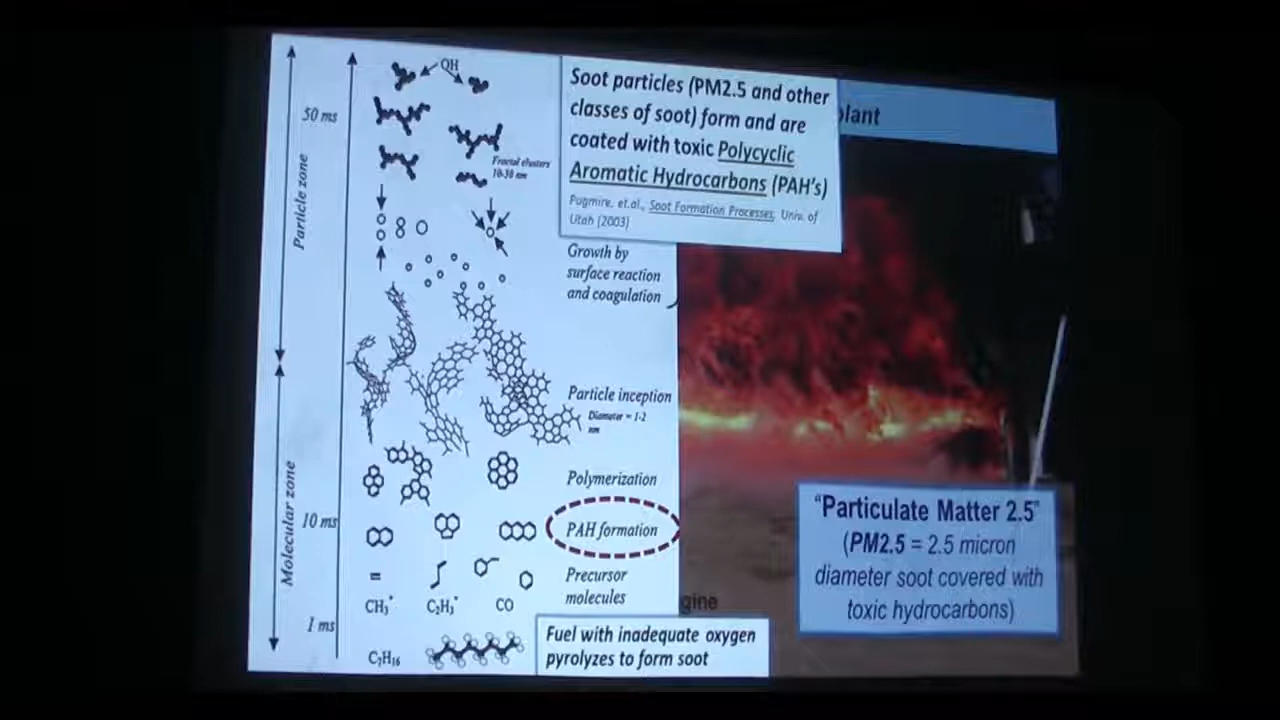 OH
50 ms
Fractal clusters
10-30 nm
Particle zone
Soot particles (PM2.5 and other
classes of soot) form and are
coated with toxic Polycyclic
Aromatic Hydrocarbons (PAH's)
Pugmire, et.al., Soot Formation Processes, Univ. of
Utah (2003)
plant
Growth by
surface reaction
and coagulation
Particle inception
Diameter = 1-2
nm
Polymerization
Molecular zone
10 ms
PAH formation
Precursor
molecules
=
CH₃•
C₂H₃•
CO
1 ms
C₇H₁₆
Fuel with inadequate oxygen
pyrolyzes to form soot
gine
"Particulate Matter 2.5"
(PM2.5 = 2.5 micron
diameter soot covered with
toxic hydrocarbons)